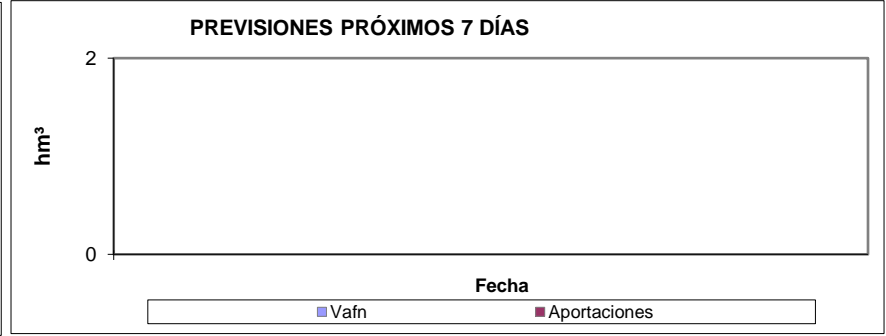 PREVISIONES PRÓXIMOS 7 DÍAS
2
hm³
0
Fecha
Vafn Aportaciones